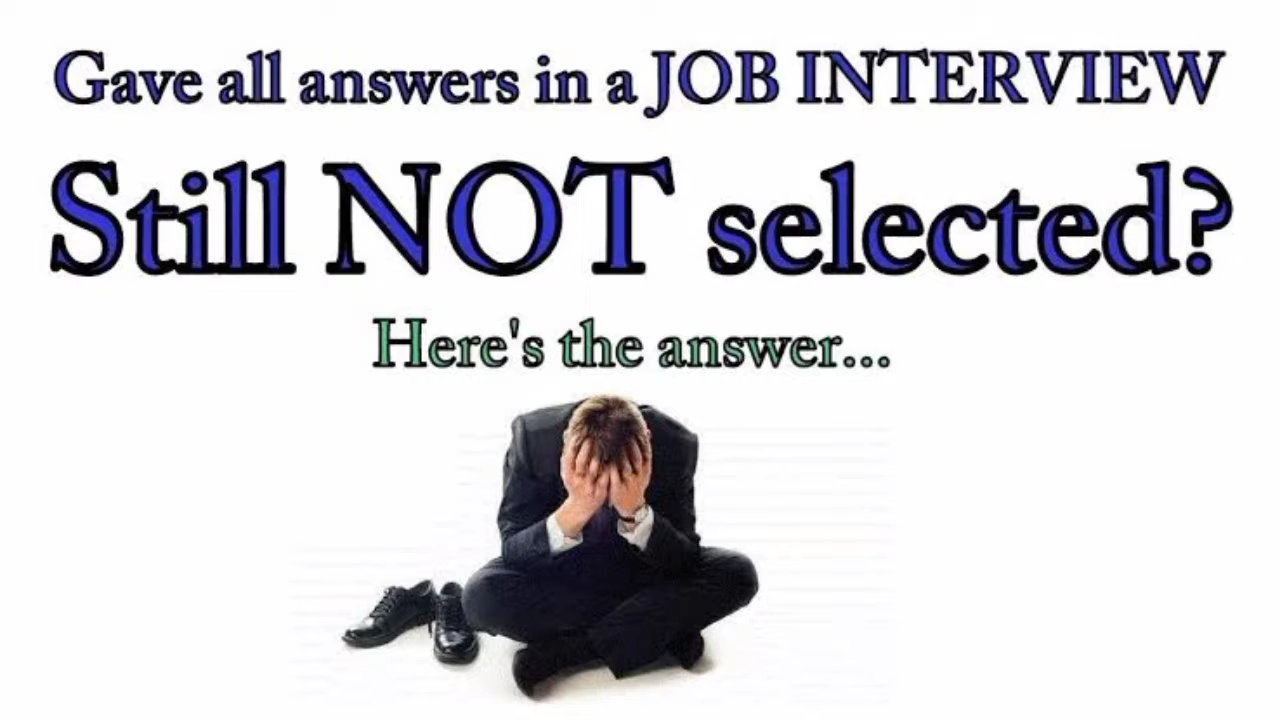 Gave all answers in a JOB INTERVIEW
Still NOT selected?
Here's the answer...